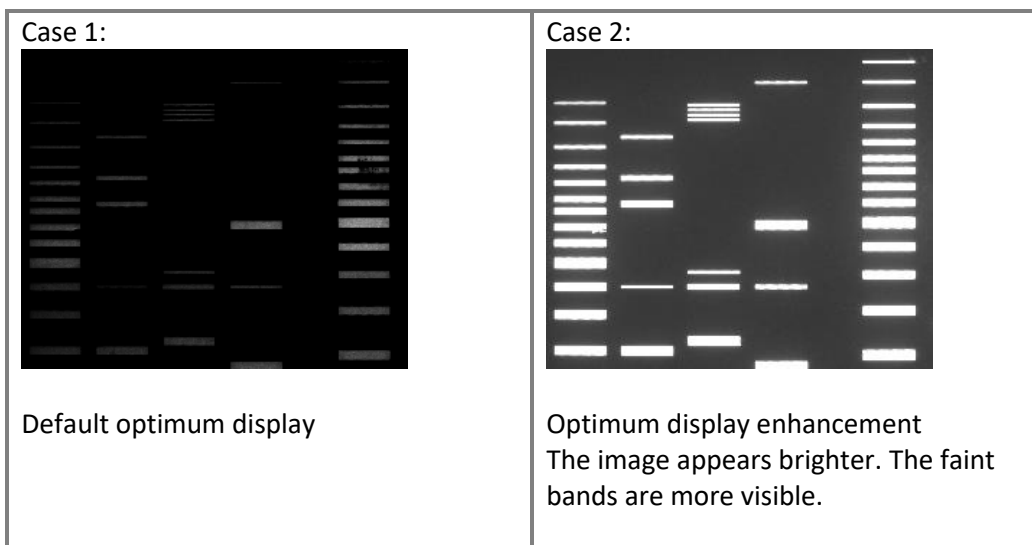 Case 1:
Case 2:
Default optimum display
Optimum display enhancement
The image appears brighter. The faint
bands are more visible.